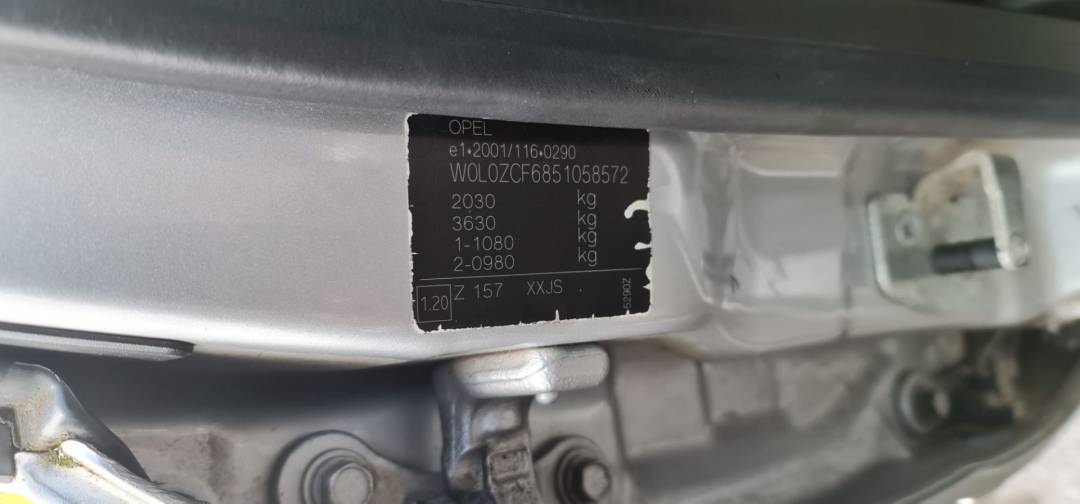 OPEL
e1•2001/116•0290
W0L0ZCF6851058572
2030 kg
3630 kg
1-1080 kg
2-0980 kg
1.20 Z 157 XXJS .
5290Z